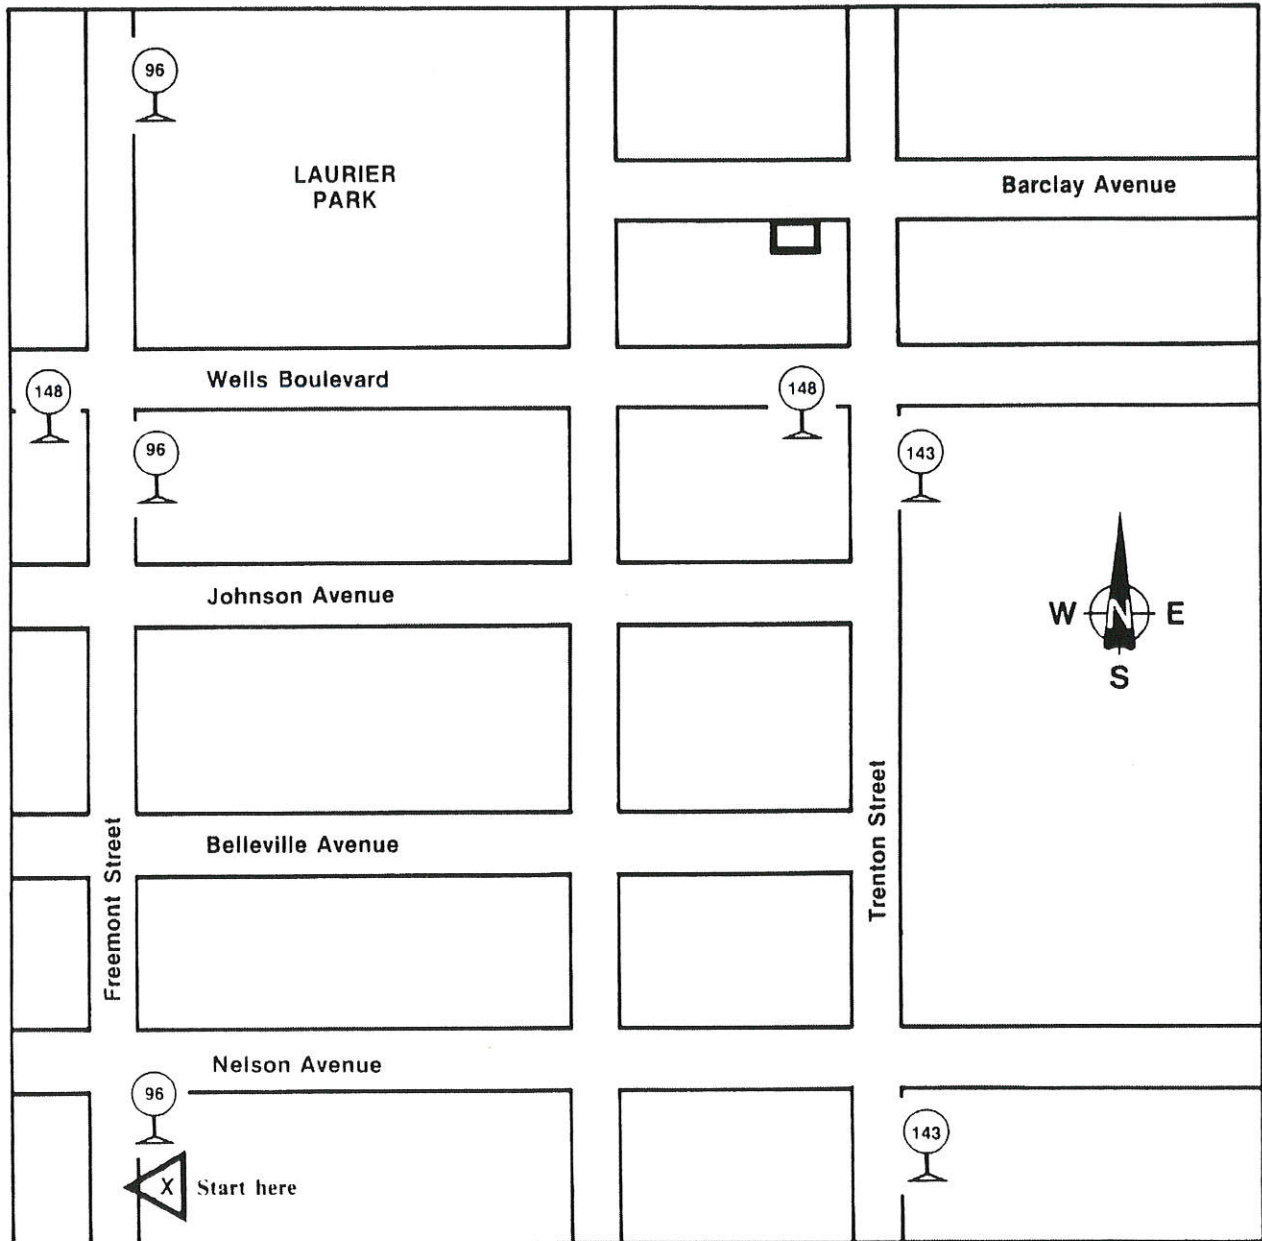 96
LAURIER
PARK
Barclay Avenue
Wells Boulevard
148
148
96
143
Johnson Avenue
W N E
S
Belleville Avenue
Freemont Street
Trenton Street
Nelson Avenue
96
143
X Start here